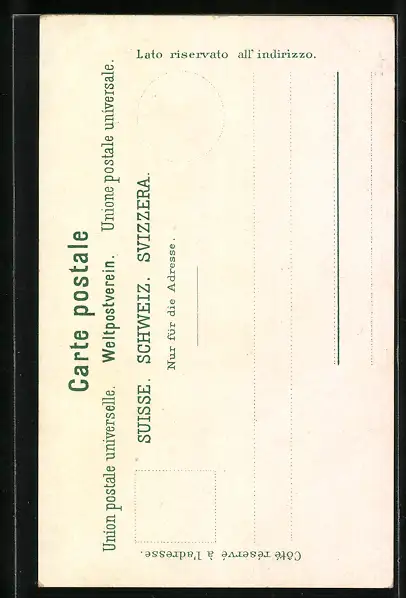 Carte postale
Union postale universelle. Weltpostverein. Unione postale universale.
SUISSE. SCHWEIZ. SVIZZERA.
Nur für die Adresse.
Côté réservé à l'adresse.
Lato riservato all' indirizzo.